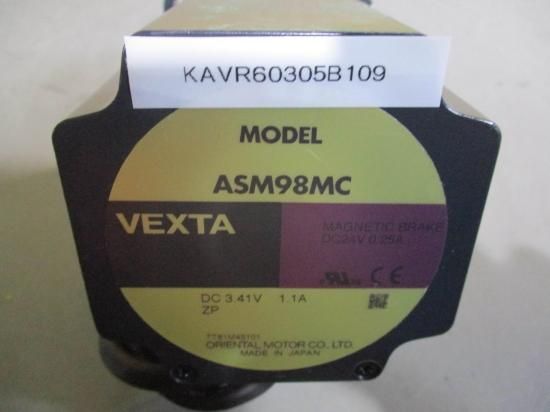 KAVR60305B109
MODEL
ASM98MC
VEXTA
MAGNETIC BRAKE
DC24V 0.25A
DC 3.41V 1.1A
ZP
ORIENTAL MOTOR CO. LTD.
MADE IN JAPAN